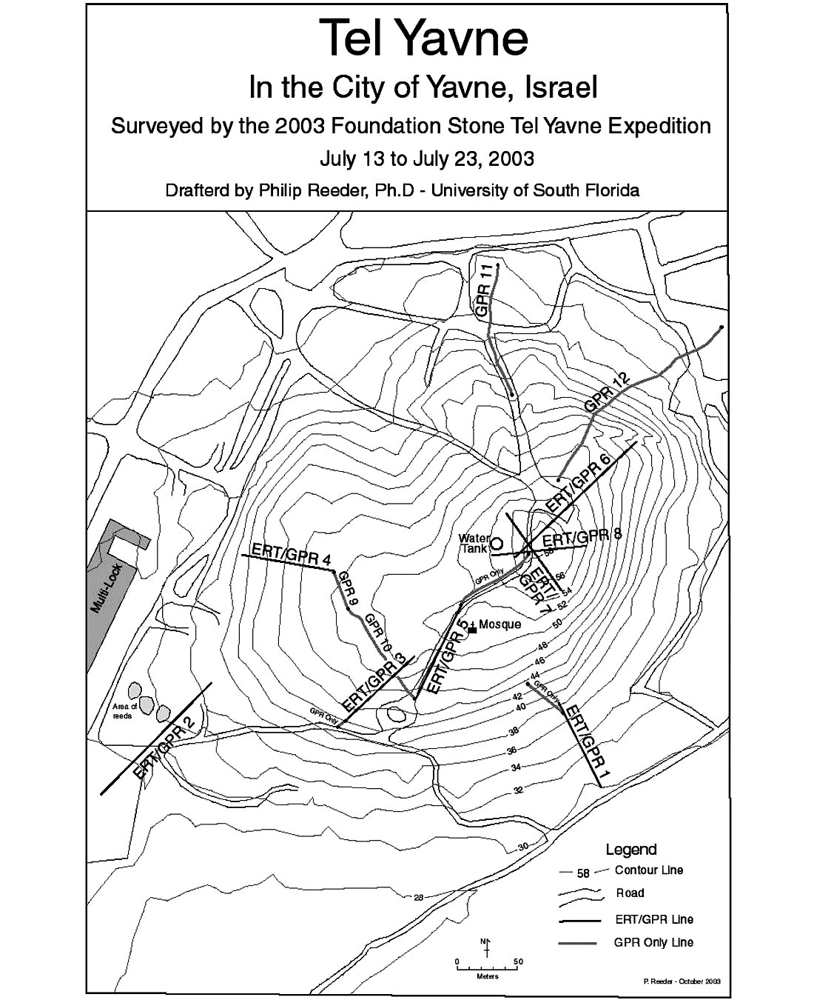 Tel Yavne
In the City of Yavne, Israel
Surveyed by the 2003 Foundation Stone Tel Yavne Expedition
July 13 to July 23, 2003
Drafterd by Philip Reeder, Ph.D - University of South Florida
GPR 11
GPR 12
ERT/GPR 6
Water
Tank
ERT/GPR 8
58
ERT/GPR 4
GPR Only
56
ERT/
GPR 7
54
GPR 9
52
Multi-Lock
50
Mosque
GPR 10
ERT/GPR 5
48
46
ERT/GPR 3
44
GPR Only
42
40
Area of
reeds
GPR Only
ERT/GPR 2
38
ERT/GPR 1
36
34
32
30
28
Legend
58
Contour Line
Road
ERT/GPR Line
GPR Only Line
N
0 50
Meters
P. Reeder - October 2003